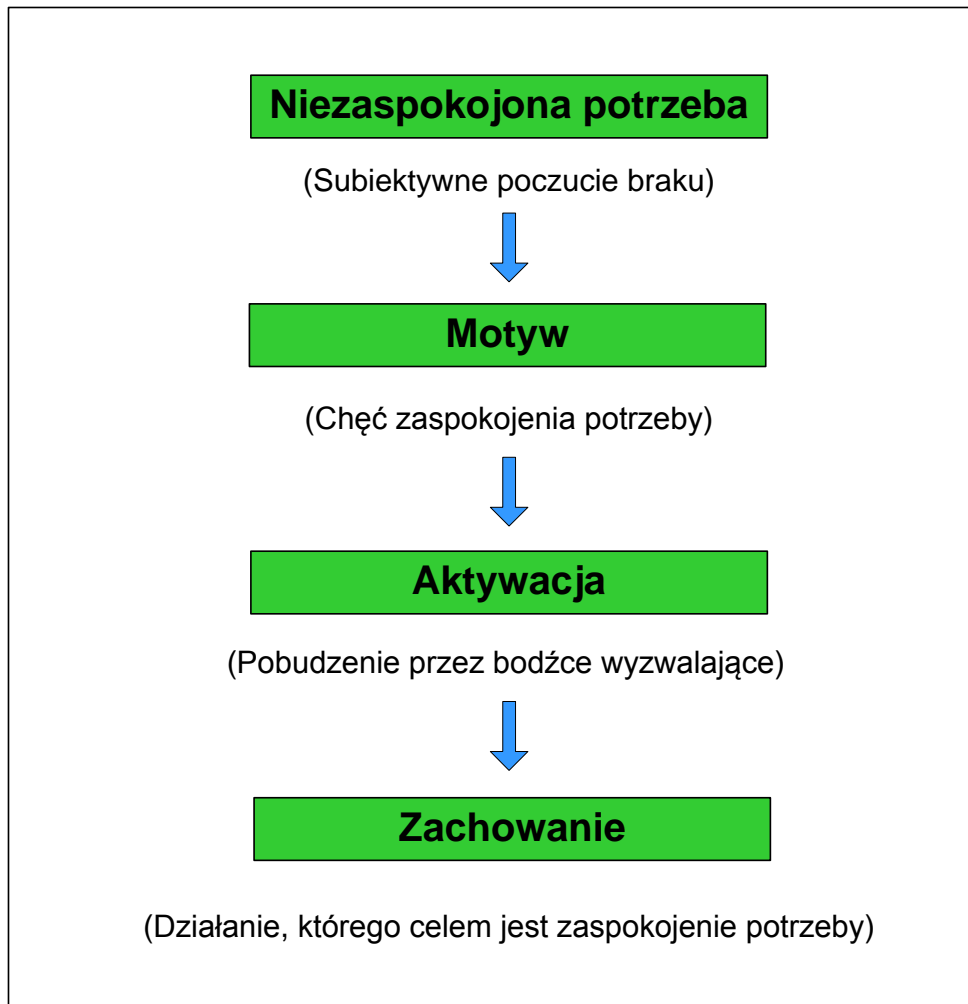 Niezaspokojona potrzeba
(Subiektywne poczucie braku)
Motyw
(Chęć zaspokojenia potrzeby)
Aktywacja
(Pobudzenie przez bodźce wyzwalające)
Zachowanie
(Działanie, którego celem jest zaspokojenie potrzeby)